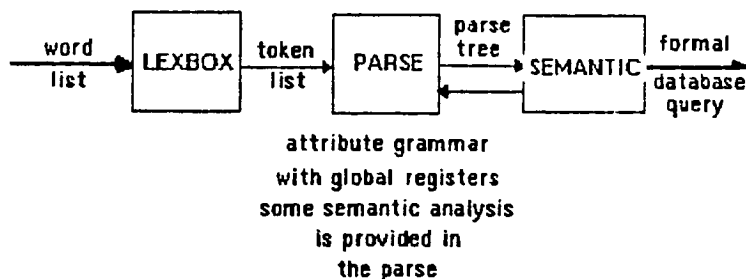 word
list
LEXBOX
token
list
PARSE
parse
tree
SEMANTIC
formal
database
query
attribute grammar
with global registers
some semantic analysis
is provided in
the parse